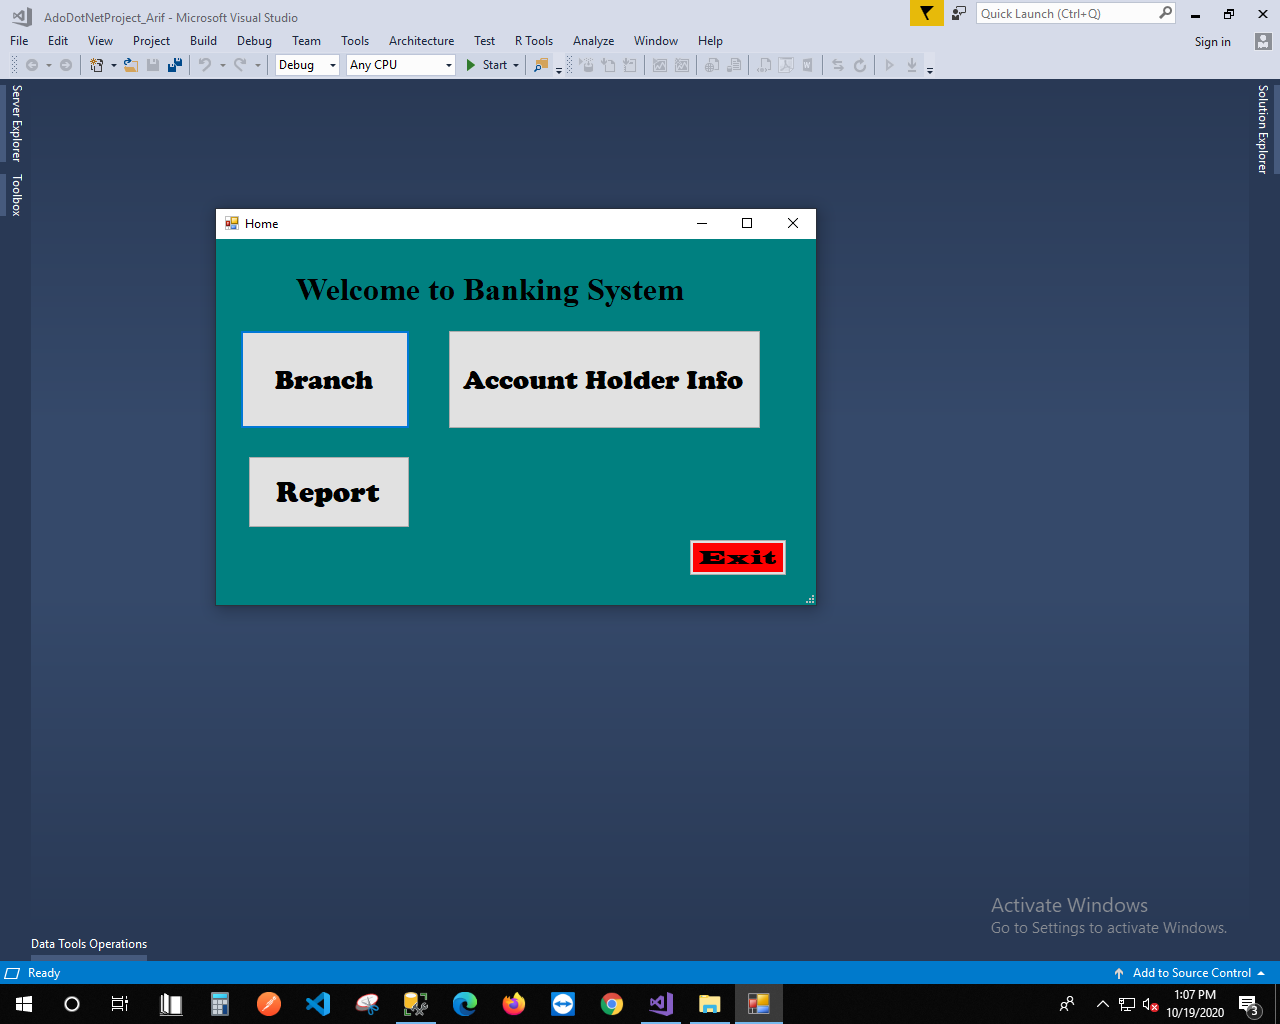 AdoDotNetProject_Arif - Microsoft Visual Studio
Quick Launch (Ctrl+Q)
File Edit View Project Build Debug Team Tools Architecture Test R Tools Analyze Window Help
Sign in
Debug Any CPU Start
Server Explorer
Toolbox
Solution Explorer
Home
Welcome to Banking System
Branch
Account Holder Info
Report
Exit
Activate Windows
Go to Settings to activate Windows.
Data Tools Operations
Ready
Add to Source Control
1:07 PM
10/19/2020
3